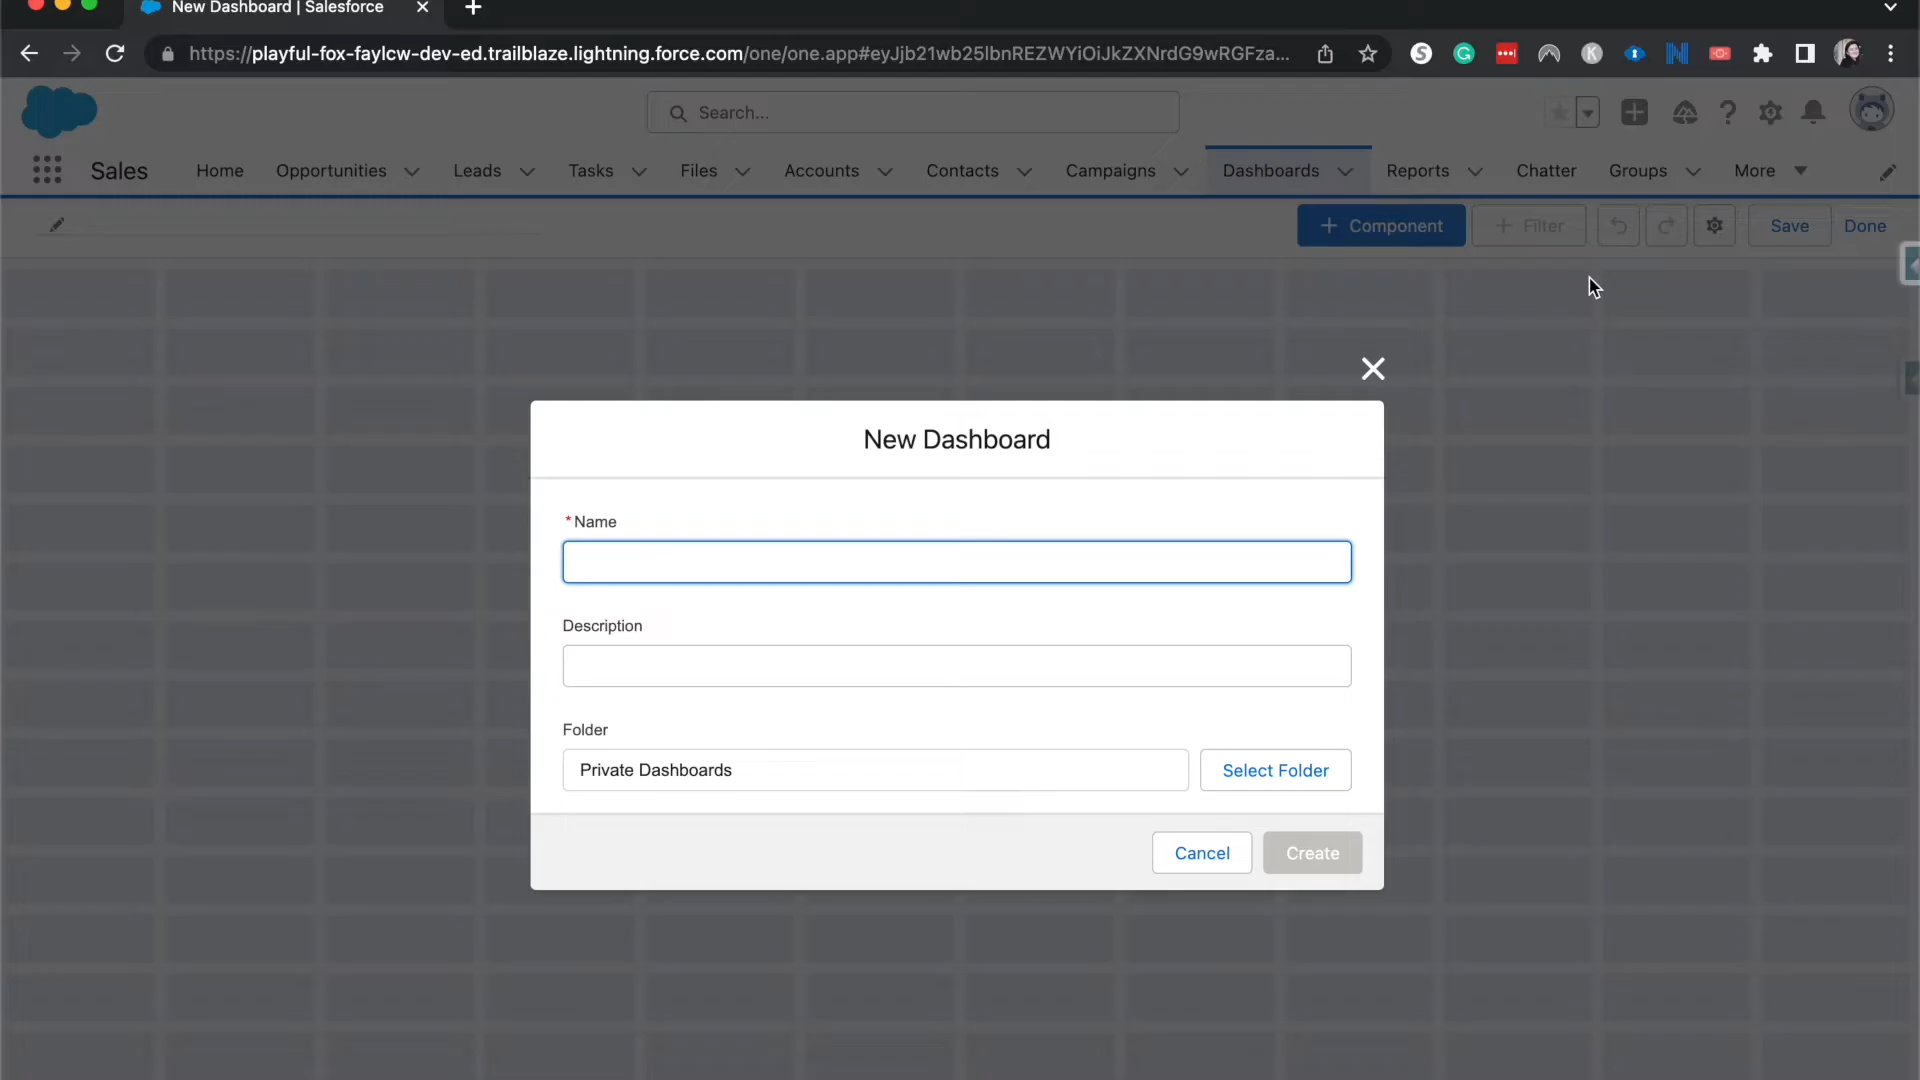 New Dashboard | Salesforce
https://playful-fox-faylcw-dev-ed.trailblaze.lightning.force.com/one/one.app#eyJjb21wb25lbnREZWYiOiJkZXNrdG9wRGFza...
Search...
Sales Home Opportunities Leads Tasks Files Accounts Contacts Campaigns Dashboards Reports Chatter Groups More
+ Component + Filter Save Done
New Dashboard
* Name
Description
Folder
Private Dashboards Select Folder
Cancel Create